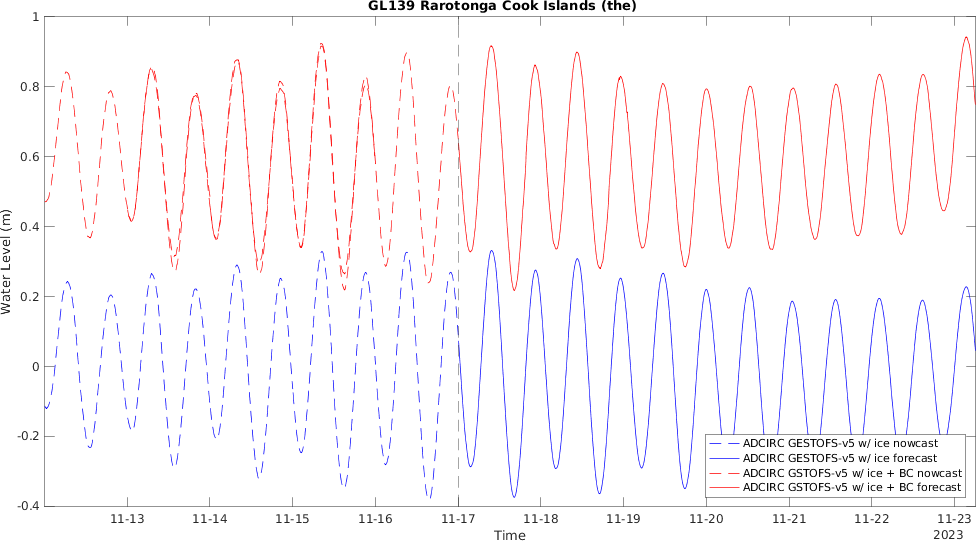 GL139 Rarotonga Cook Islands (the)
1
0.8
0.6
0.4
0.2
0
-0.2
-0.4
Water Level (m)
ADCIRC GESTOFS-v5 w/ ice nowcast
ADCIRC GESTOFS-v5 w/ ice forecast
ADCIRC GSTOFS-v5 w/ ice + BC nowcast
ADCIRC GSTOFS-v5 w/ ice + BC forecast
11-13 11-14 11-15 11-16 11-17 11-18 11-19 11-20 11-21 11-22 11-23
Time 2023